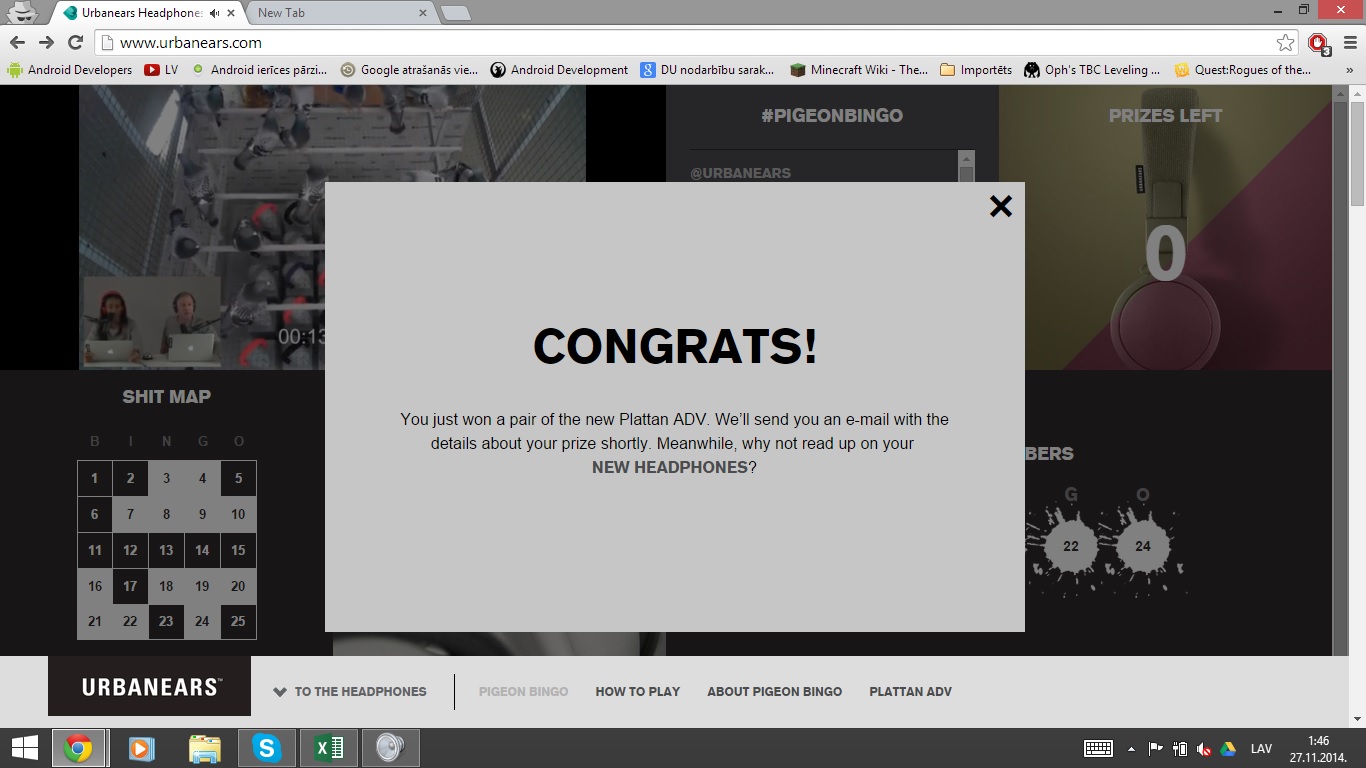 Urbanears Headphones
New Tab
www.urbanears.com
3
Android Developers
LV
Android ierīces pārzi...
Google atrašanās vie...
Android Development
DU nodarbību sarak...
Minecraft Wiki - The...
Importēts
Oph's TBC Leveling ...
Quest:Rogues of the...
»
#PIGEONBINGO
@URBANEARS
PRIZES LEFT
0
00:13
CONGRATS!
You just won a pair of the new Plattan ADV. We’ll send you an e-mail with the
details about your prize shortly. Meanwhile, why not read up on your
NEW HEADPHONES?
SHIT MAP
B I N G O
1 2 3 4 5
6 7 8 9 10
11 12 13 14 15
16 17 18 19 20
21 22 23 24 25
BERS
G O
22 24
URBANEARS™
TO THE HEADPHONES
PIGEON BINGO
HOW TO PLAY
ABOUT PIGEON BINGO
PLATTAN ADV
LAV
1:46
27.11.2014.